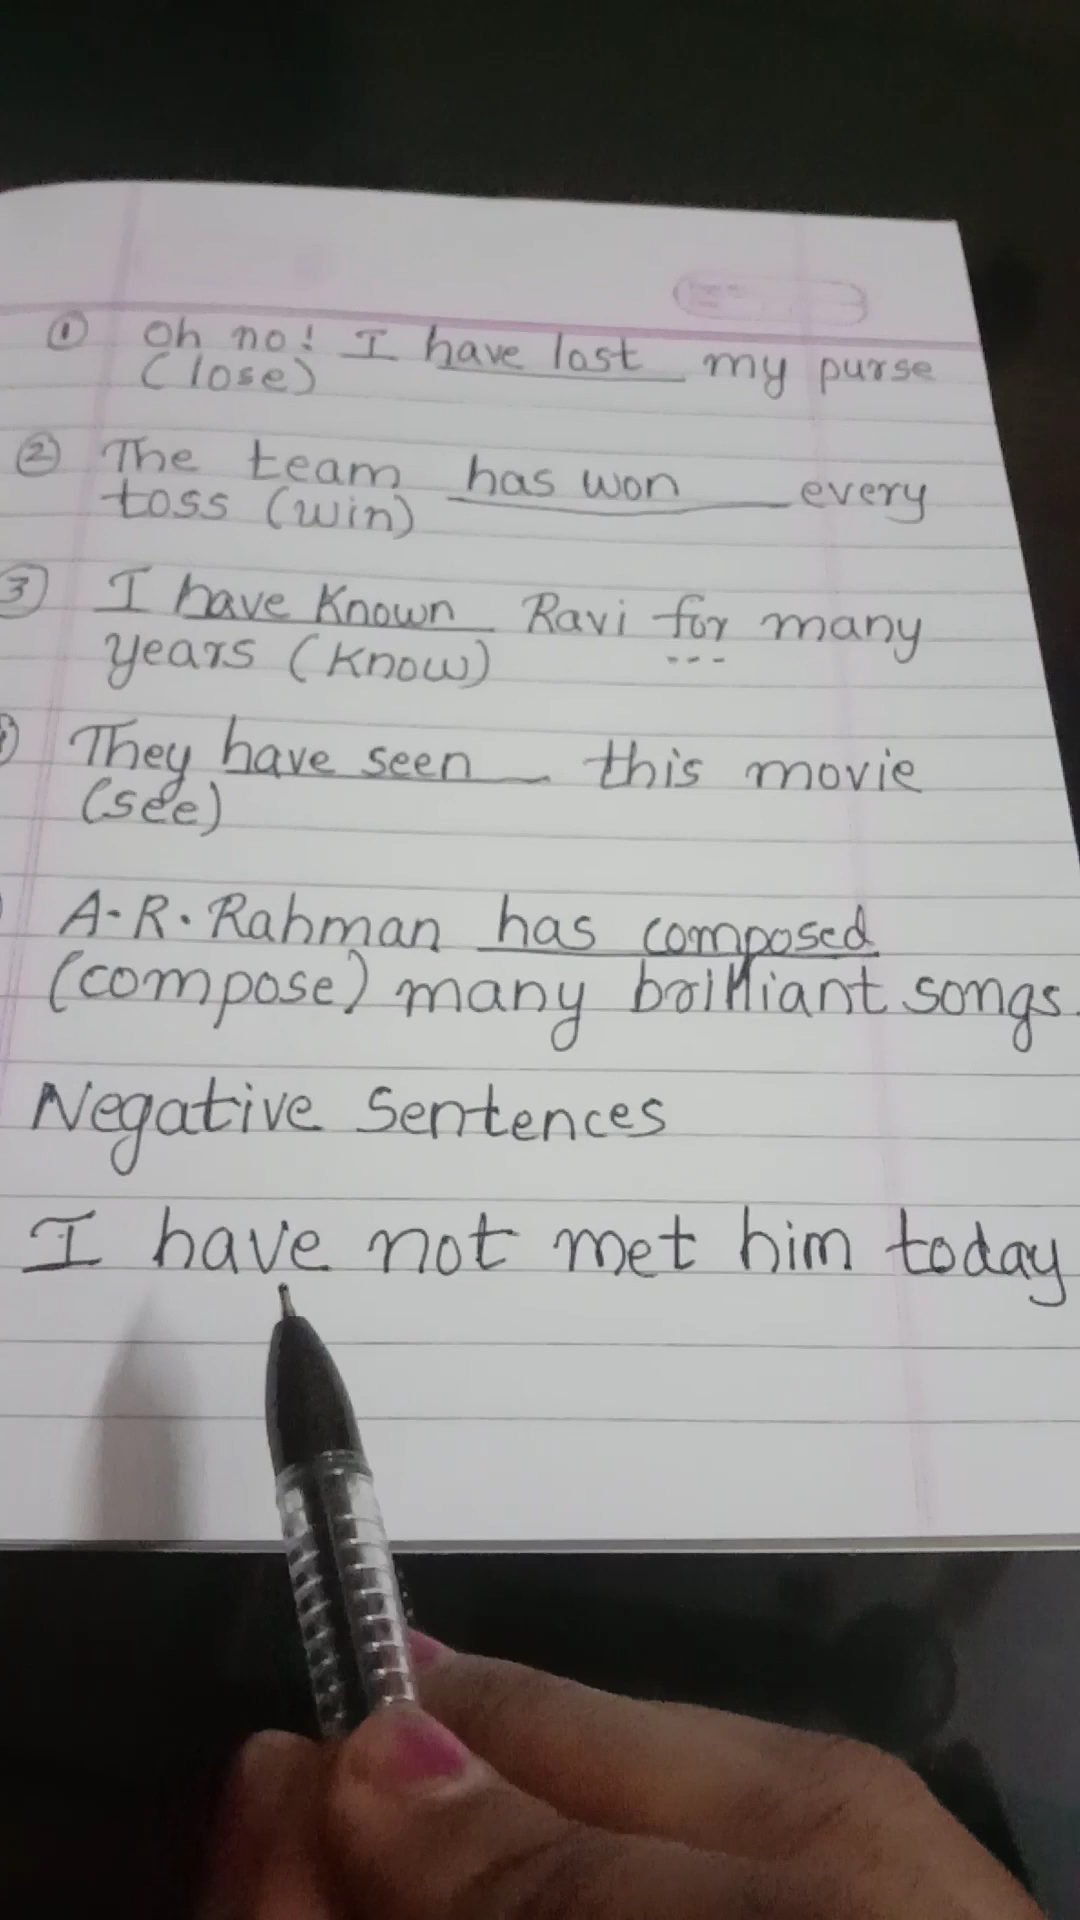 ① Oh no! I have lost my purse
(lose)
② The team has won every
toss (win)
③ I have known Ravi for many
years (know)
They have seen this movie
(see)
A.R. Rahman has composed
(compose) many brilliant songs.
Negative Sentences
I have not met him today